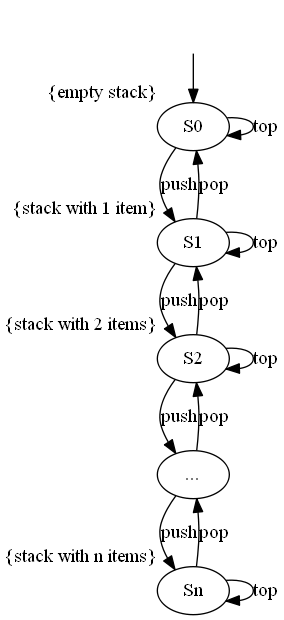 {empty stack}
S0 top
push pop
{stack with 1 item}
S1 top
push pop
{stack with 2 items}
S2 top
push pop
...
push pop
{stack with n items}
Sn top